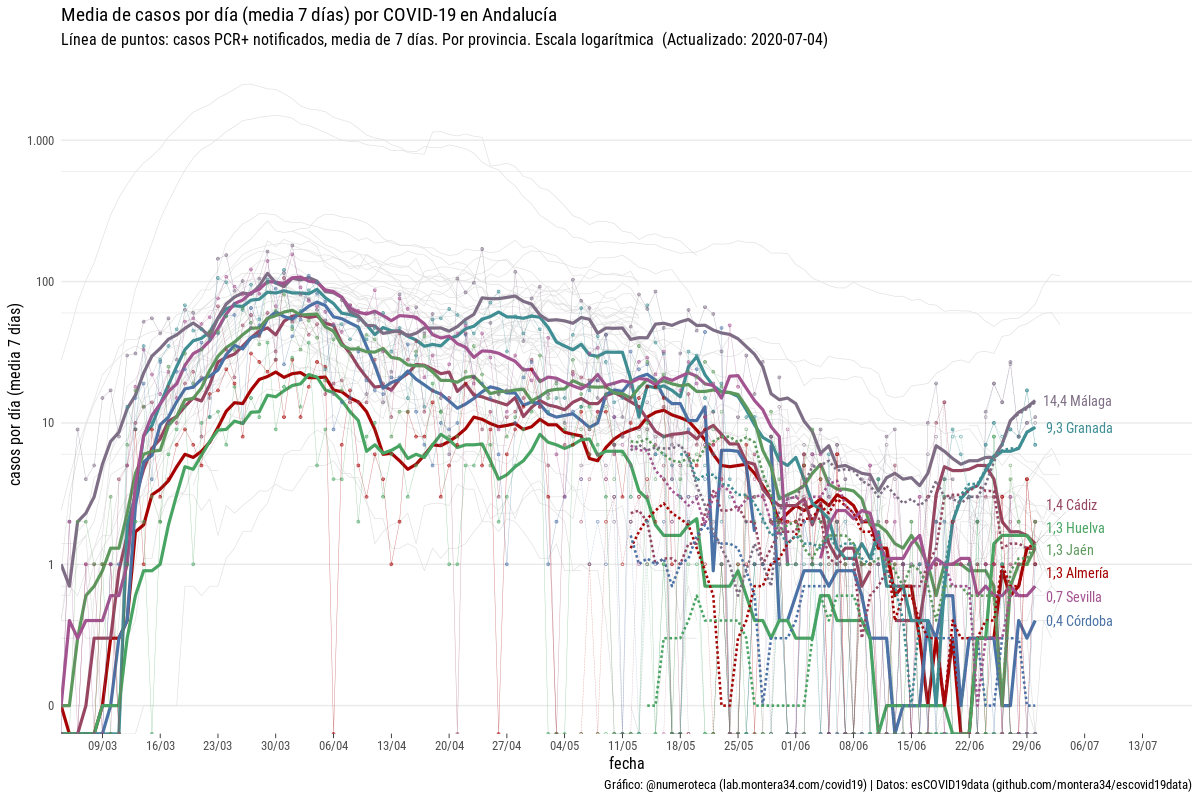 Media de casos por día (media 7 días) por COVID-19 en Andalucía
Línea de puntos: casos PCR+ notificados, media de 7 días. Por provincia. Escala logarítmica  (Actualizado: 2020-07-04)
casos por día (media 7 días)
1.000
100
10
1
0
14,4 Málaga
9,3 Granada
1,4 Cádiz
1,3 Huelva
1,3 Jaén
1,3 Almería
0,7 Sevilla
0,4 Córdoba
09/03 16/03 23/03 30/03 06/04 13/04 20/04 27/04 04/05 11/05 18/05 25/05 01/06 08/06 15/06 22/06 29/06 06/07 13/07
fecha
Gráfico: @numeroteca (lab.montera34.com/covid19) | Datos: esCOVID19data (github.com/montera34/escovid19data)